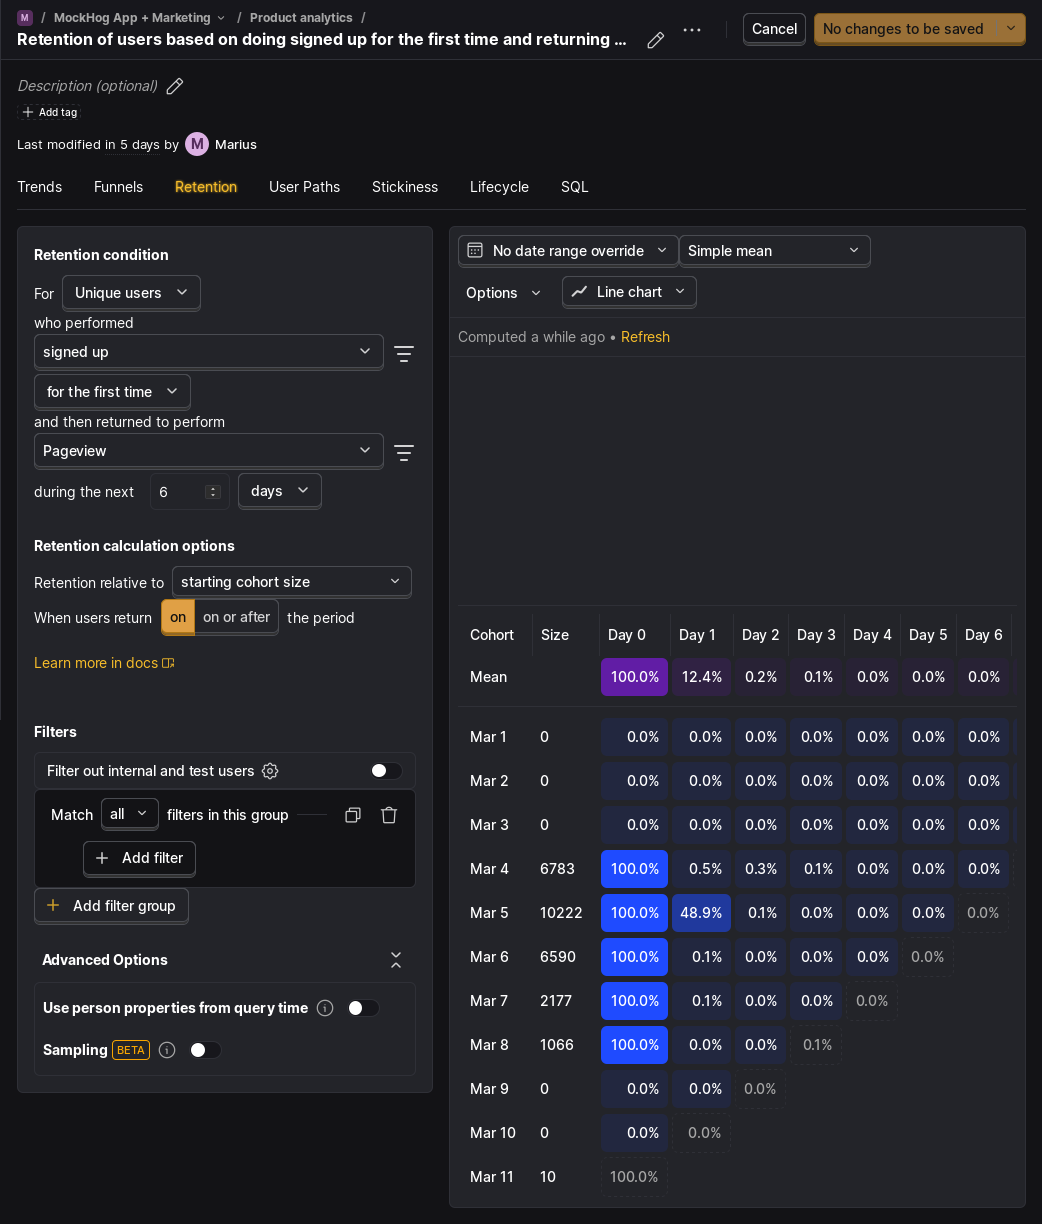 M / MockHog App + Marketing / Product analytics /
Retention of users based on doing signed up for the first time and returning ...
Cancel
No changes to be saved
Description (optional)
Add tag
Last modified in 5 days by M Marius
Trends Funnels Retention User Paths Stickiness Lifecycle SQL
Retention condition
For Unique users
who performed
signed up
for the first time
and then returned to perform
Pageview
during the next 6 days
Retention calculation options
Retention relative to starting cohort size
When users return on on or after the period
Learn more in docs
Filters
Filter out internal and test users
Match all filters in this group
Add filter
Add filter group
Advanced Options
Use person properties from query time
Sampling BETA
No date range override Simple mean
Options Line chart
Computed a while ago • Refresh
Cohort Size Day 0 Day 1 Day 2 Day 3 Day 4 Day 5 Day 6
Mean 100.0% 12.4% 0.2% 0.1% 0.0% 0.0% 0.0%
Mar 1 0 0.0% 0.0% 0.0% 0.0% 0.0% 0.0% 0.0%
Mar 2 0 0.0% 0.0% 0.0% 0.0% 0.0% 0.0% 0.0%
Mar 3 0 0.0% 0.0% 0.0% 0.0% 0.0% 0.0% 0.0%
Mar 4 6783 100.0% 0.5% 0.3% 0.1% 0.0% 0.0% 0.0%
Mar 5 10222 100.0% 48.9% 0.1% 0.0% 0.0% 0.0% 0.0%
Mar 6 6590 100.0% 0.1% 0.0% 0.0% 0.0% 0.0%
Mar 7 2177 100.0% 0.1% 0.0% 0.0% 0.0%
Mar 8 1066 100.0% 0.0% 0.0% 0.1%
Mar 9 0 0.0% 0.0% 0.0%
Mar 10 0 0.0% 0.0%
Mar 11 10 100.0%